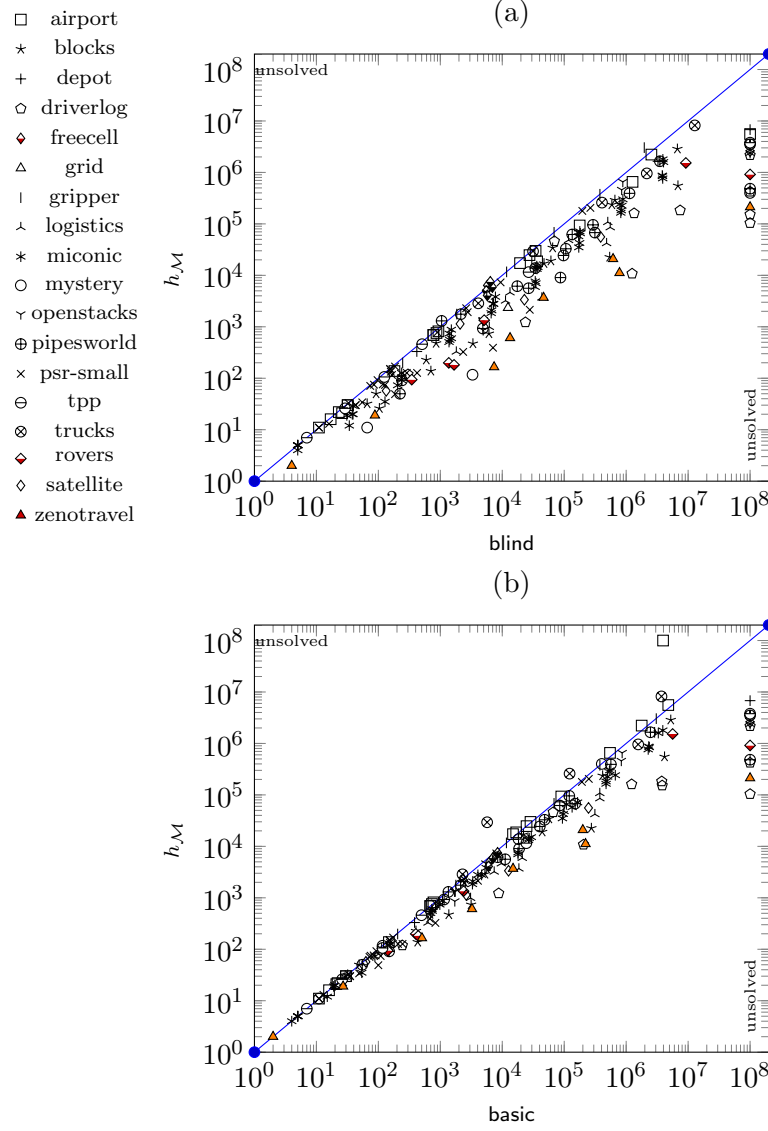 (a)
airport
blocks
depot
driverlog
freecell
grid
gripper
logistics
miconic
mystery
openstacks
pipesworld
psr-small
tpp
trucks
rovers
satellite
zenotravel
10^8
10^7
10^6
10^5
10^4
10^3
10^2
10^1
10^0
h_M
unsolved
unsolved
10^0 10^1 10^2 10^3 10^4 10^5 10^6 10^7 10^8
blind
(b)
10^8
10^7
10^6
10^5
10^4
10^3
10^2
10^1
10^0
h_M
unsolved
unsolved
10^0 10^1 10^2 10^3 10^4 10^5 10^6 10^7 10^8
basic